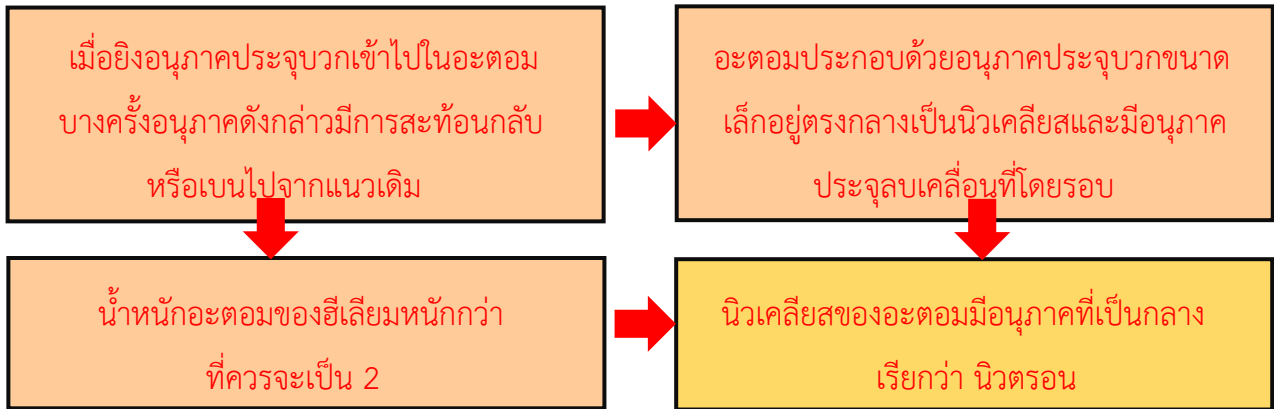 เมื่อยิงอนุภาคประจุบวกเข้าไปในอะตอม
บางครั้งอนุภาคดังกล่าวมีการสะท้อนกลับ
หรือเบนไปจากแนวเดิม
อะตอมประกอบด้วยอนุภาคประจุบวกขนาด
เล็กอยู่ตรงกลางเป็นนิวเคลียสและมีอนุภาค
ประจุลบเคลื่อนที่โดยรอบ
น้ำหนักอะตอมของฮีเลียมหนักกว่า
ที่ควรจะเป็น 2
นิวเคลียสของอะตอมมีอนุภาคที่เป็นกลาง
เรียกว่า นิวตรอน